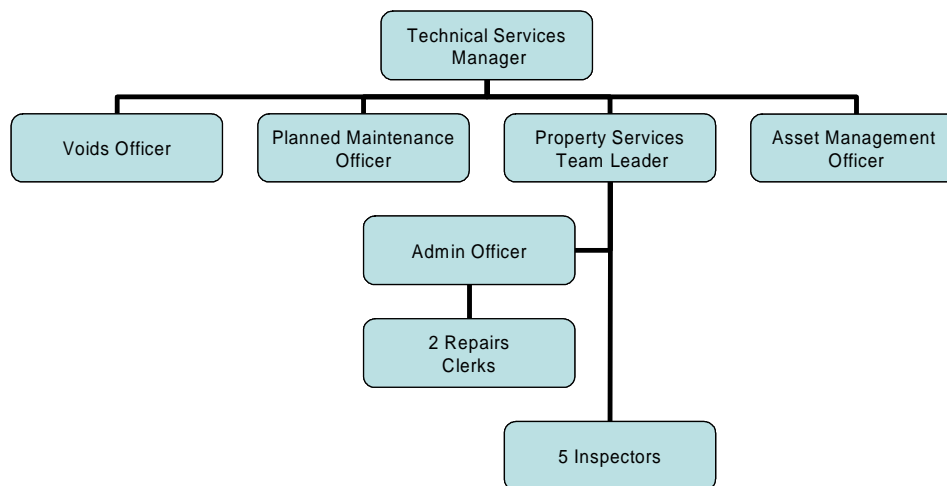 Technical Services
Manager
Voids Officer
Planned Maintenance
Officer
Property Services
Team Leader
Asset Management
Officer
Admin Officer
2 Repairs
Clerks
5 Inspectors